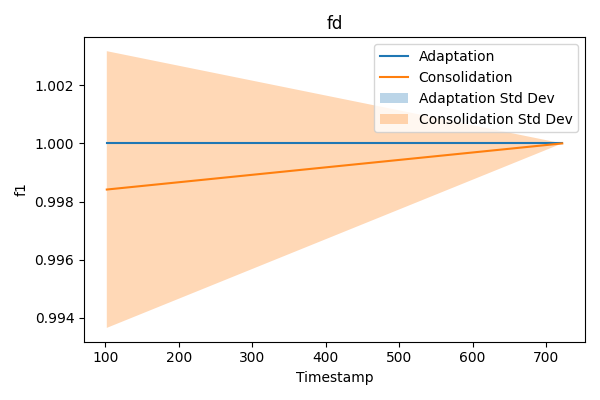 fd
Adaptation
Consolidation
Adaptation Std Dev
Consolidation Std Dev
1.002
1.000
0.998
0.996
0.994
f1
100 200 300 400 500 600 700
Timestamp